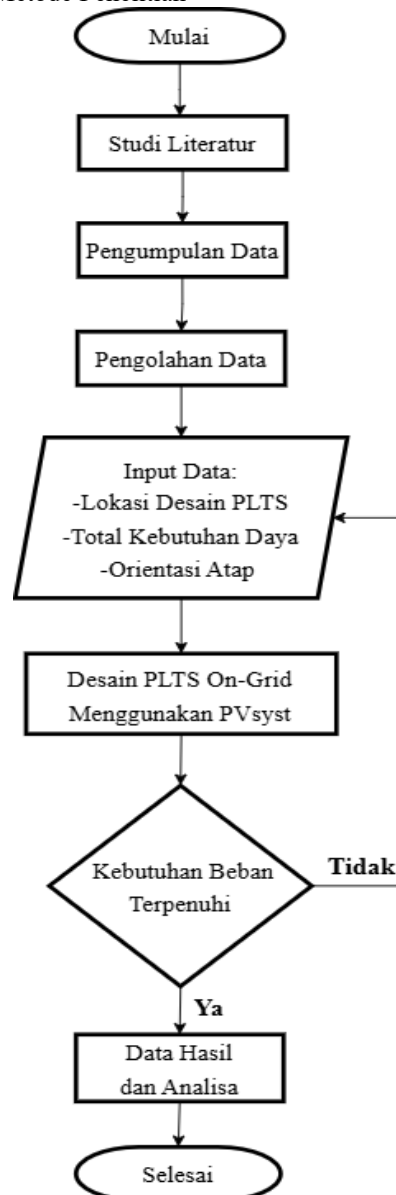 Mulai
Studi Literatur
Pengumpulan Data
Pengolahan Data
Input Data:
-Lokasi Desain PLTS
-Total Kebutuhan Daya
-Orientasi Atap
Desain PLTS On-Grid
Menggunakan PVsyst
Kebutuhan Beban
Terpenuhi
Tidak
Ya
Data Hasil
dan Analisa
Selesai